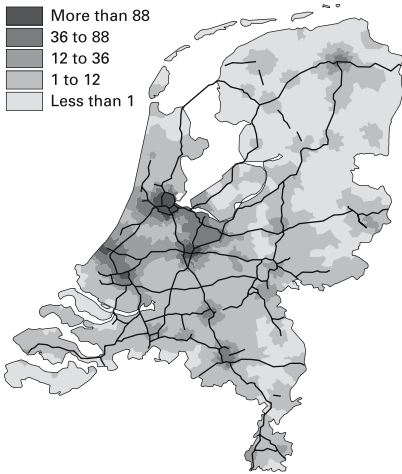 More than 88
36 to 88
12 to 36
1 to 12
Less than 1